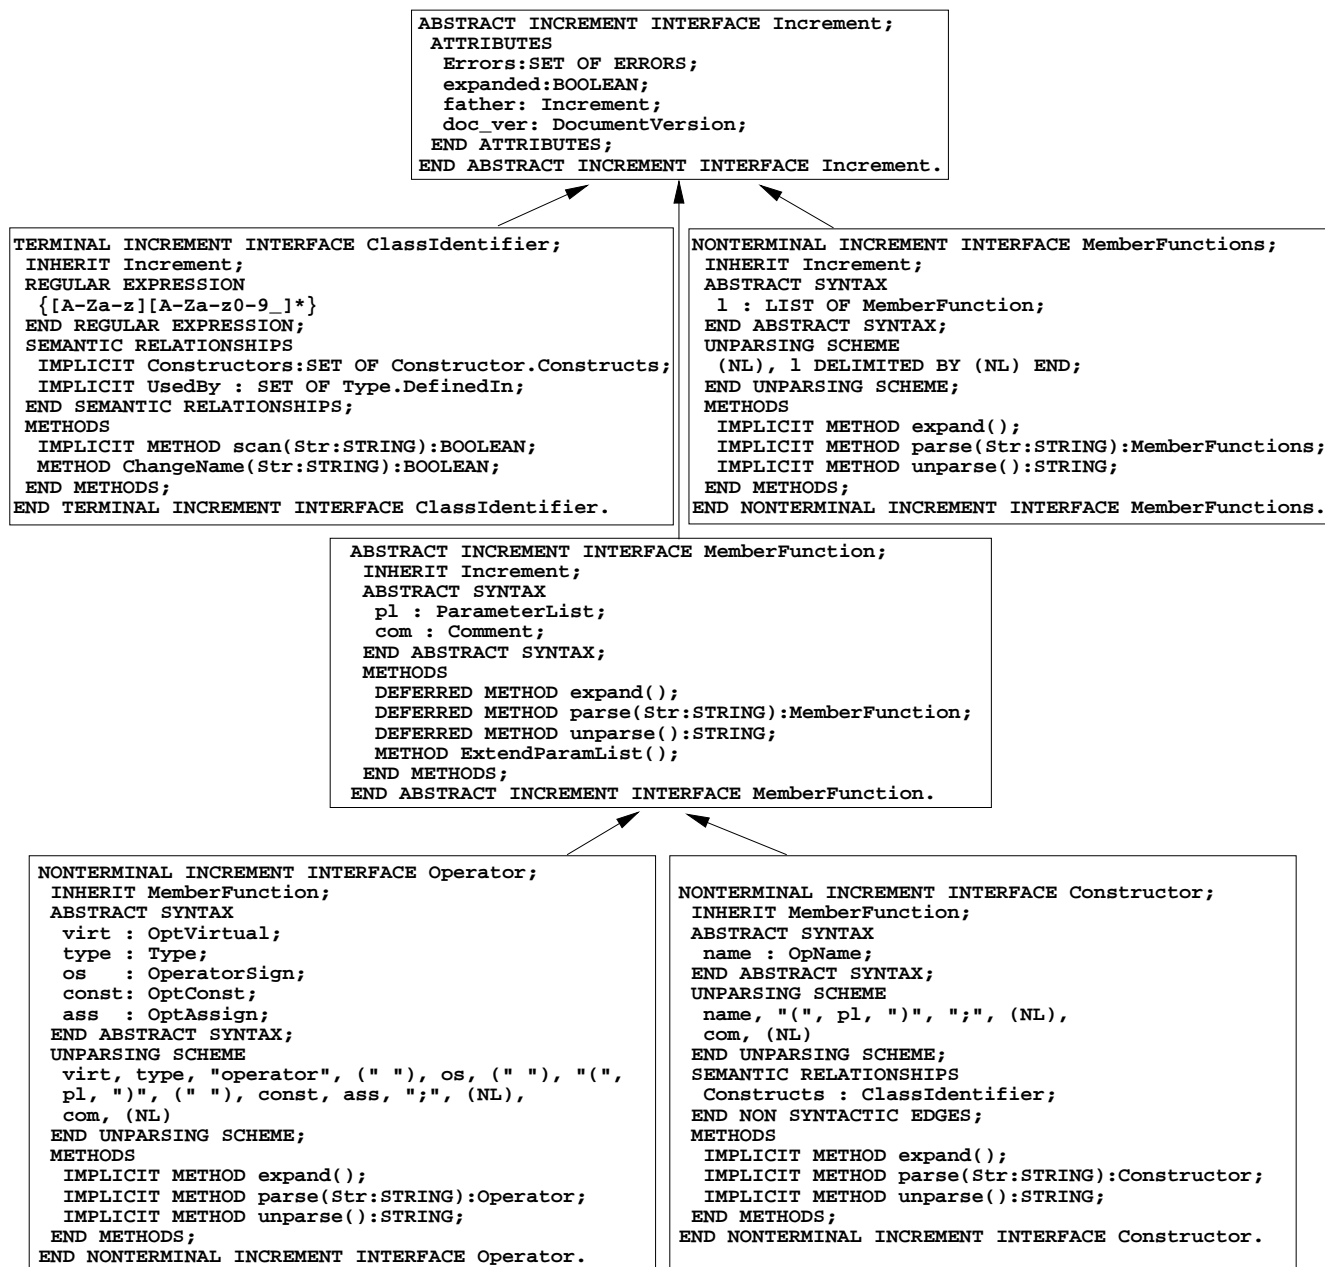 ABSTRACT INCREMENT INTERFACE Increment;
ATTRIBUTES
Errors:SET OF ERRORS;
expanded:BOOLEAN;
father: Increment;
doc_ver: DocumentVersion;
END ATTRIBUTES;
END ABSTRACT INCREMENT INTERFACE Increment.
TERMINAL INCREMENT INTERFACE ClassIdentifier;
INHERIT Increment;
REGULAR EXPRESSION
{[A-Za-z][A-Za-z0-9_]*}
END REGULAR EXPRESSION;
SEMANTIC RELATIONSHIPS
IMPLICIT Constructors:SET OF Constructor.Constructs;
IMPLICIT UsedBy : SET OF Type.DefinedIn;
END SEMANTIC RELATIONSHIPS;
METHODS
IMPLICIT METHOD scan(Str:STRING):BOOLEAN;
METHOD ChangeName(Str:STRING):BOOLEAN;
END METHODS;
END TERMINAL INCREMENT INTERFACE ClassIdentifier.
NONTERMINAL INCREMENT INTERFACE MemberFunctions;
INHERIT Increment;
ABSTRACT SYNTAX
l : LIST OF MemberFunction;
END ABSTRACT SYNTAX;
UNPARSING SCHEME
(NL), l DELIMITED BY (NL) END;
END UNPARSING SCHEME;
METHODS
IMPLICIT METHOD expand();
IMPLICIT METHOD parse(Str:STRING):MemberFunctions;
IMPLICIT METHOD unparse():STRING;
END METHODS;
END NONTERMINAL INCREMENT INTERFACE MemberFunctions.
ABSTRACT INCREMENT INTERFACE MemberFunction;
INHERIT Increment;
ABSTRACT SYNTAX
pl : ParameterList;
com : Comment;
END ABSTRACT SYNTAX;
METHODS
DEFERRED METHOD expand();
DEFERRED METHOD parse(Str:STRING):MemberFunction;
DEFERRED METHOD unparse():STRING;
METHOD ExtendParamList();
END METHODS;
END ABSTRACT INCREMENT INTERFACE MemberFunction.
NONTERMINAL INCREMENT INTERFACE Operator;
INHERIT MemberFunction;
ABSTRACT SYNTAX
virt : OptVirtual;
type : Type;
os   : OperatorSign;
const: OptConst;
ass  : OptAssign;
END ABSTRACT SYNTAX;
UNPARSING SCHEME
virt, type, "operator", (" "), os, (" "), "(",
pl, ")", (" "), const, ass, ";", (NL),
com, (NL)
END UNPARSING SCHEME;
METHODS
IMPLICIT METHOD expand();
IMPLICIT METHOD parse(Str:STRING):Operator;
IMPLICIT METHOD unparse():STRING;
END METHODS;
END NONTERMINAL INCREMENT INTERFACE Operator.
NONTERMINAL INCREMENT INTERFACE Constructor;
INHERIT MemberFunction;
ABSTRACT SYNTAX
name : OpName;
END ABSTRACT SYNTAX;
UNPARSING SCHEME
name, "(", pl, ")", ";", (NL),
com, (NL)
END UNPARSING SCHEME;
SEMANTIC RELATIONSHIPS
Constructs : ClassIdentifier;
END NON SYNTACTIC EDGES;
METHODS
IMPLICIT METHOD expand();
IMPLICIT METHOD parse(Str:STRING):Constructor;
IMPLICIT METHOD unparse():STRING;
END METHODS;
END NONTERMINAL INCREMENT INTERFACE Constructor.